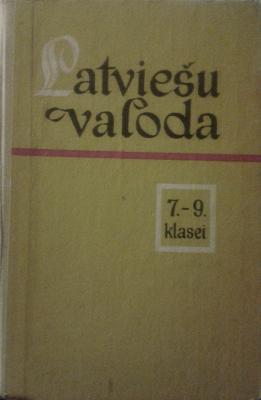 Latviešu
valoda
7.-9.
klasei